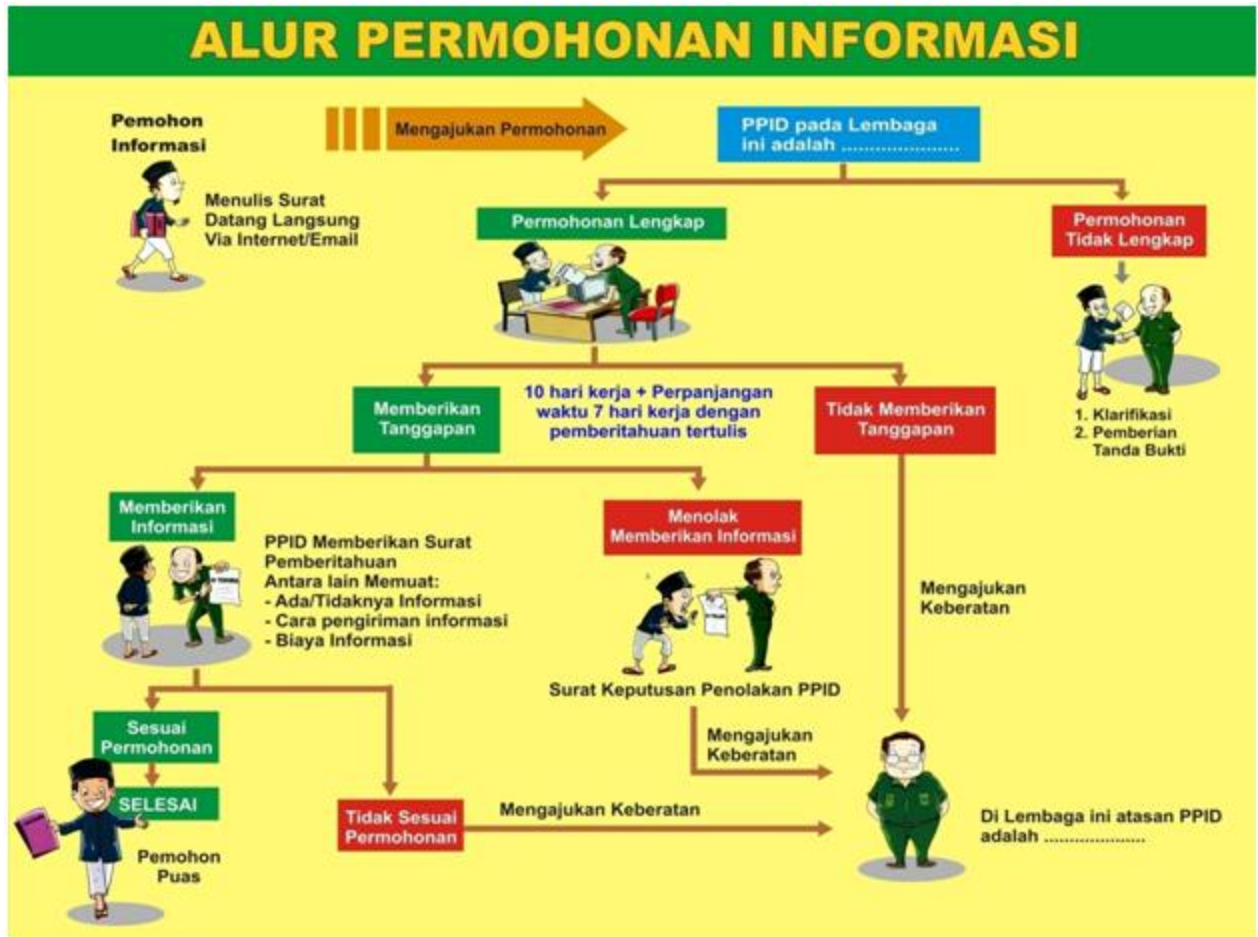 ALUR PERMOHONAN INFORMASI
Pemohon
Informasi
Mengajukan Permohonan
PPID pada Lembaga
ini adalah .....................
Menulis Surat
Datang Langsung
Via Internet/Email
Permohonan Lengkap
Permohonan
Tidak Lengkap
1. Klarifikasi
2. Pemberian
Tanda Bukti
Memberikan
Tanggapan
10 hari kerja + Perpanjangan
waktu 7 hari kerja dengan
pemberitahuan tertulis
Tidak Memberikan
Tanggapan
Memberikan
Informasi
PPID Memberikan Surat
Pemberitahuan
Antara lain Memuat:
- Ada/Tidaknya Informasi
- Cara pengiriman informasi
- Biaya Informasi
Menolak
Memberikan Informasi
Surat Keputusan Penolakan PPID
Mengajukan
Keberatan
Mengajukan
Keberatan
Sesuai
Permohonan
SELESAI
Pemohon
Puas
Tidak Sesuai
Permohonan
Mengajukan Keberatan
Di Lembaga ini atasan PPID
adalah ....................